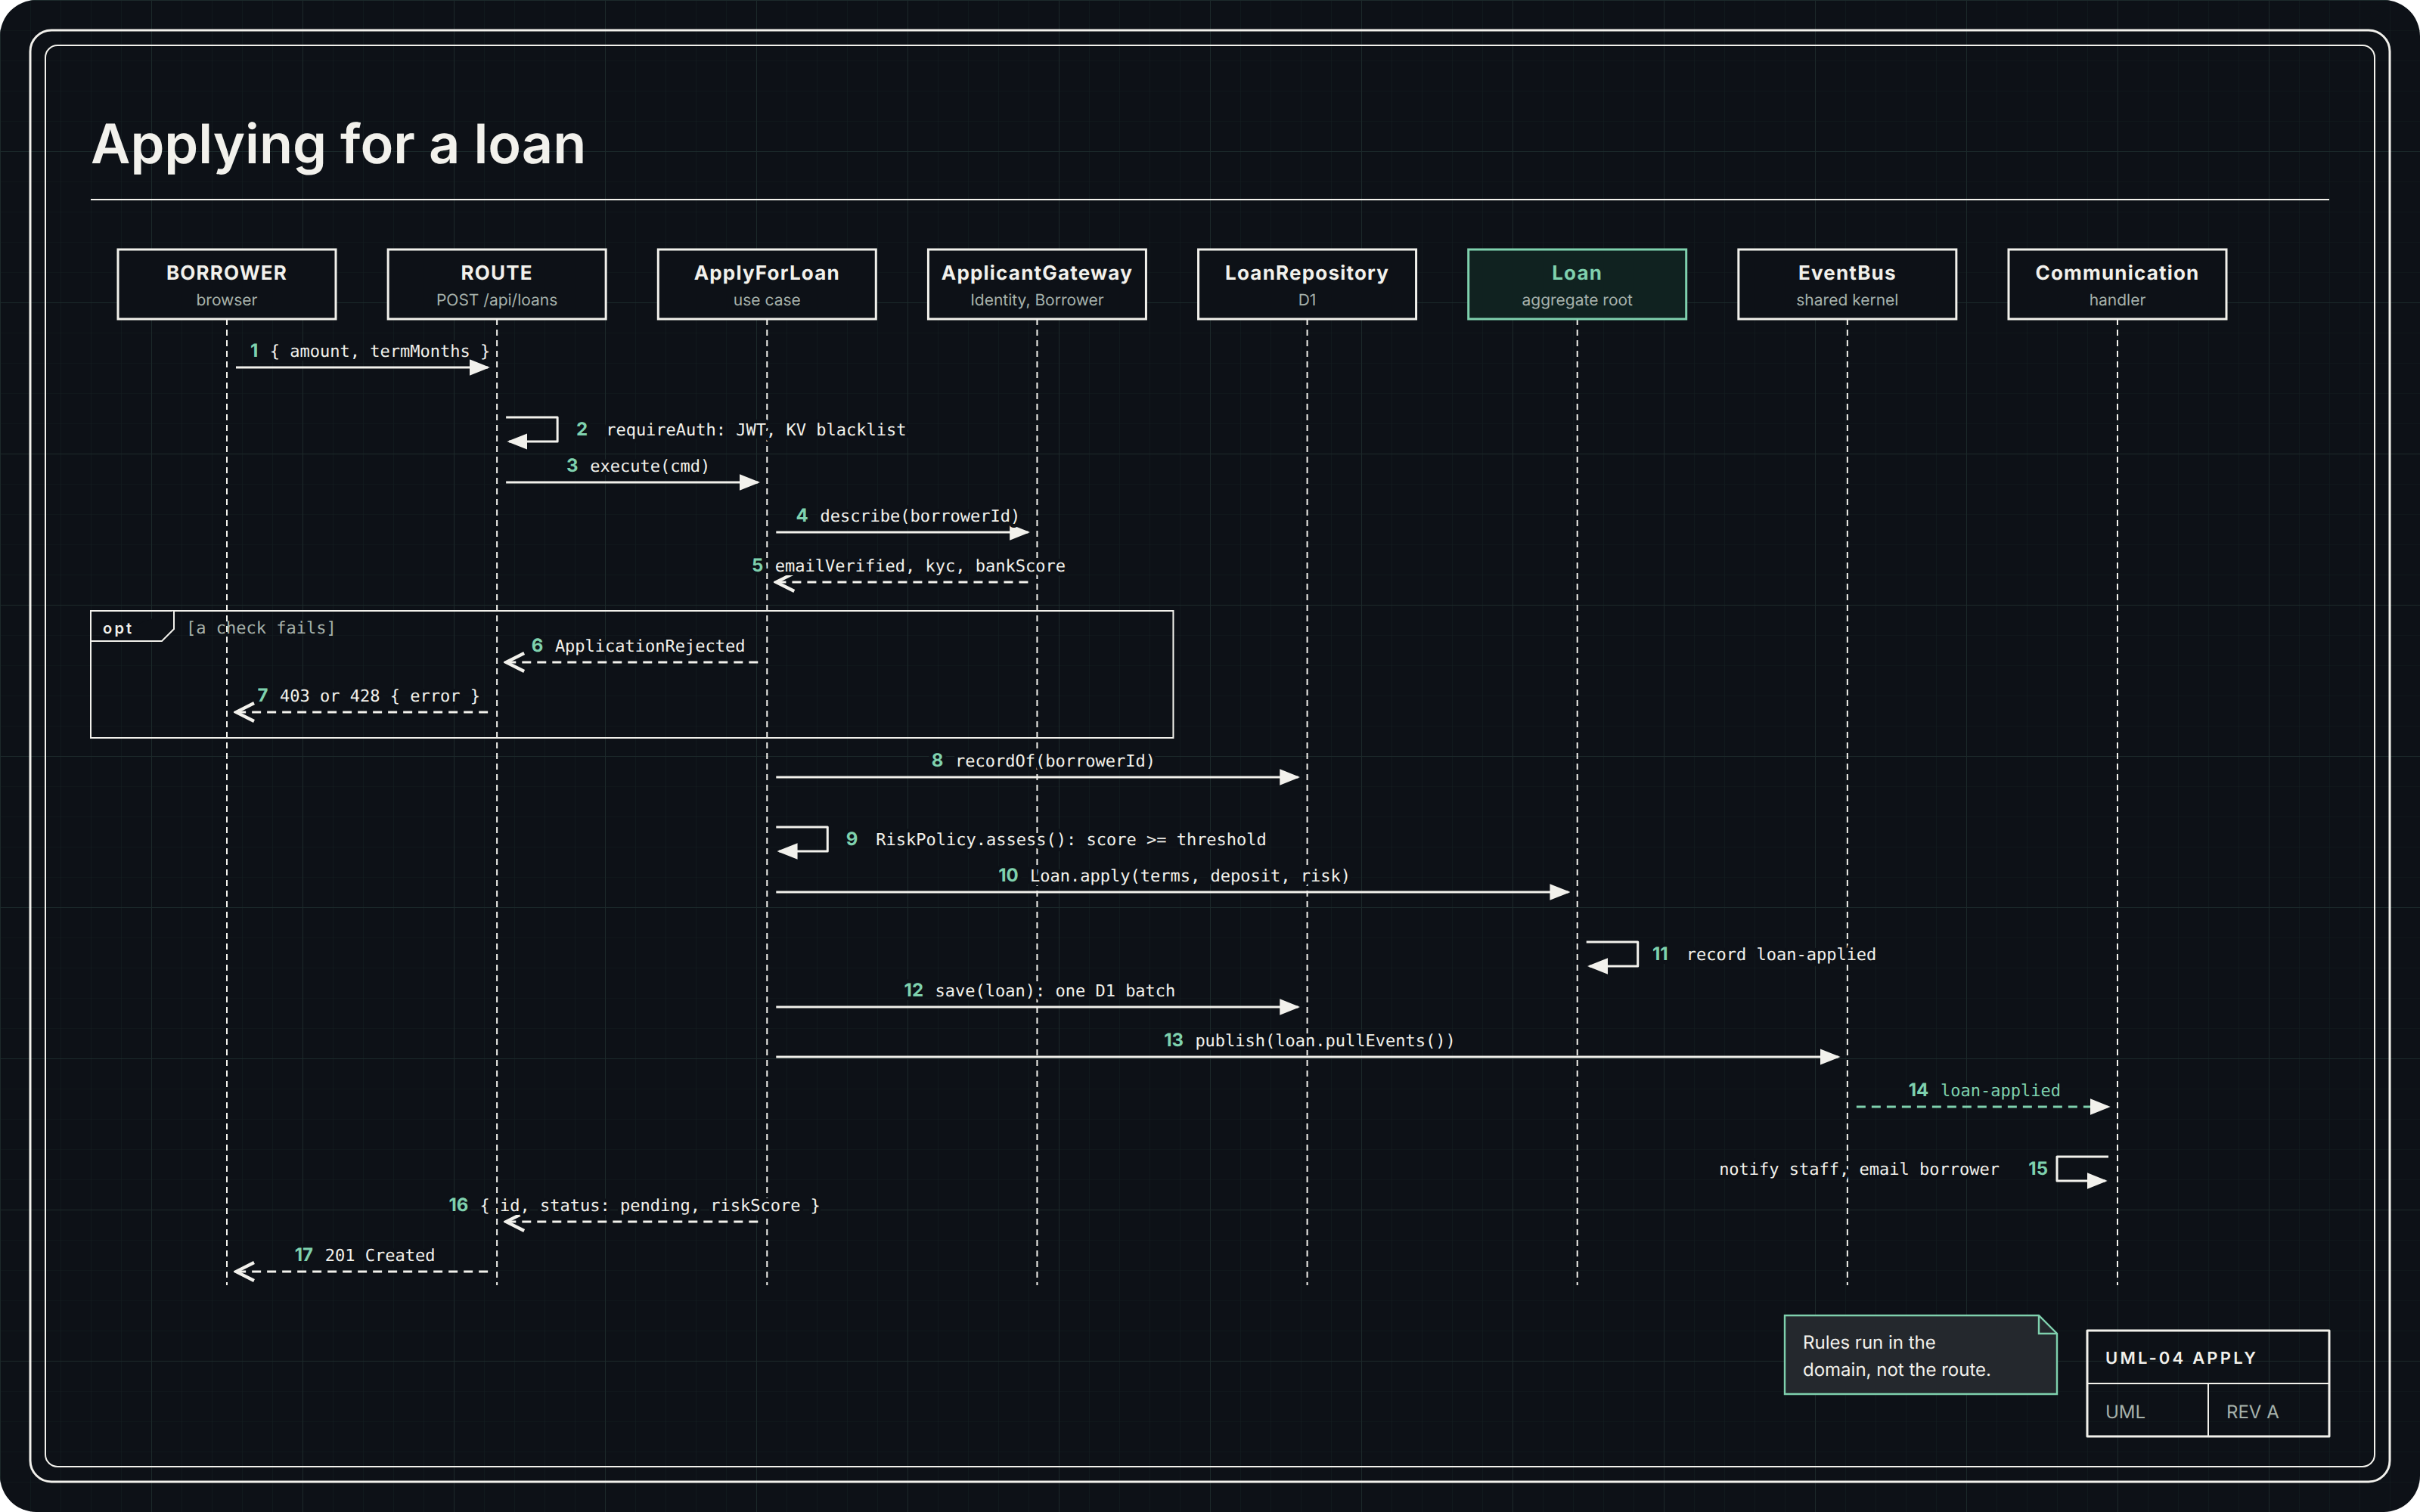 Applying for a loan
BORROWER
browser
ROUTE
POST /api/loans
ApplyForLoan
use case
ApplicantGateway
Identity, Borrower
LoanRepository
D1
Loan
aggregate root
EventBus
shared kernel
Communication
handler
1 { amount, termMonths }
2 requireAuth: JWT, KV blacklist
3 execute(cmd)
4 describe(borrowerId)
5 emailVerified, kyc, bankScore
opt [a check fails]
6 ApplicationRejected
7 403 or 428 { error }
8 recordOf(borrowerId)
9 RiskPolicy.assess(): score >= threshold
10 Loan.apply(terms, deposit, risk)
11 record loan-applied
12 save(loan): one D1 batch
13 publish(loan.pullEvents())
14 loan-applied
notify staff, email borrower 15
16 { id, status: pending, riskScore }
17 201 Created
Rules run in the
domain, not the route.
UML-04 APPLY
UML
REV A